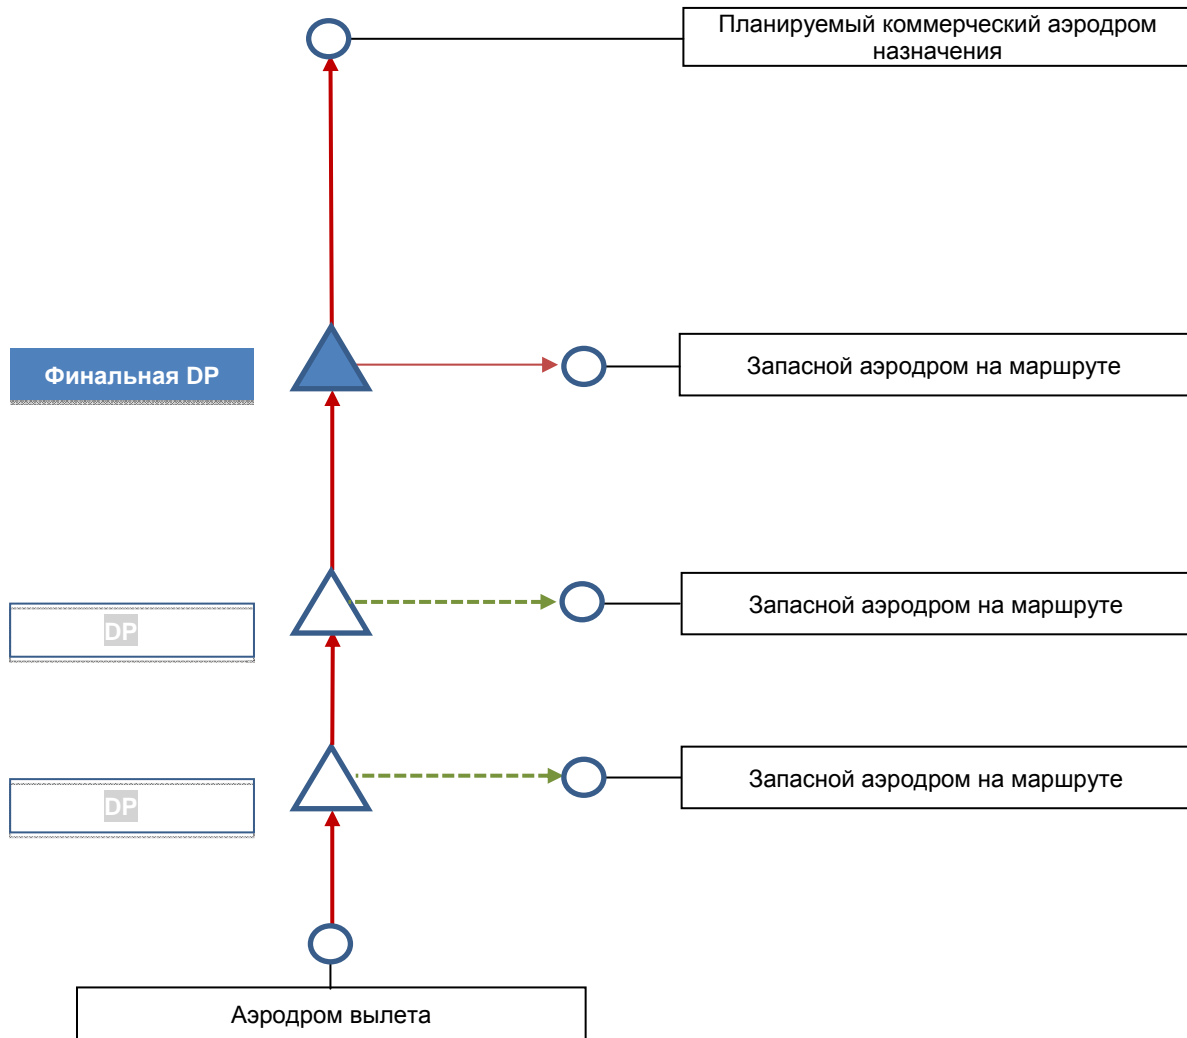 Планируемый коммерческий аэродром
назначения
Финальная DP
Запасной аэродром на маршруте
DP
Запасной аэродром на маршруте
DP
Запасной аэродром на маршруте
Аэродром вылета